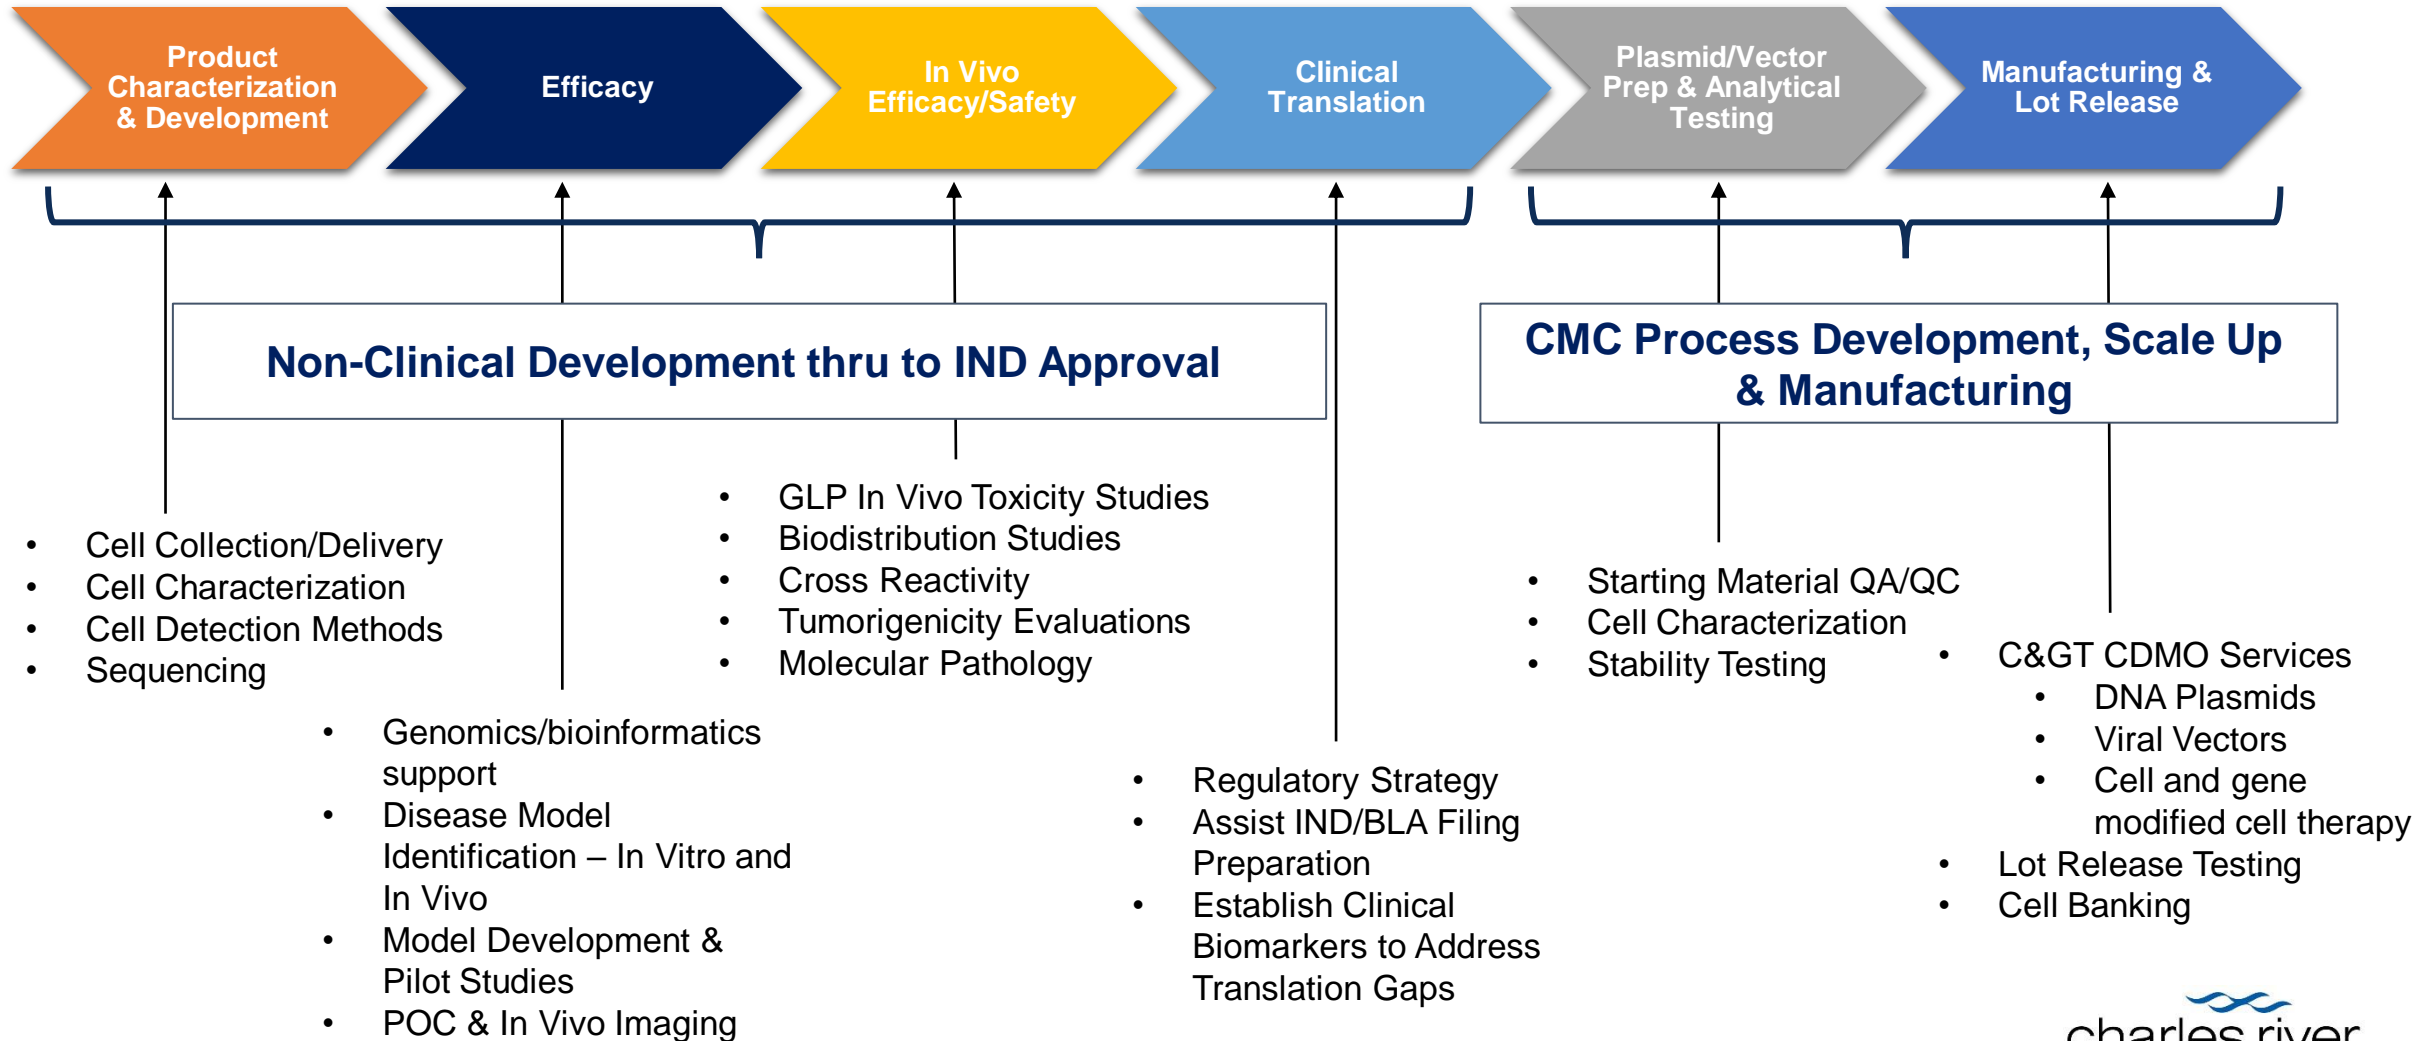 Product
Characterization
& Development
Efficacy
In Vivo
Efficacy/Safety
Clinical
Translation
Plasmid/Vector
Prep & Analytical
Testing
Manufacturing &
Lot Release
Non-Clinical Development thru to IND Approval
CMC Process Development, Scale Up
& Manufacturing
• Cell Collection/Delivery
• Cell Characterization
• Cell Detection Methods
• Sequencing
• Genomics/bioinformatics
support
• Disease Model
Identification – In Vitro and
In Vivo
• Model Development &
Pilot Studies
• POC & In Vivo Imaging
• GLP In Vivo Toxicity Studies
• Biodistribution Studies
• Cross Reactivity
• Tumorigenicity Evaluations
• Molecular Pathology
• Regulatory Strategy
• Assist IND/BLA Filing
Preparation
• Establish Clinical
Biomarkers to Address
Translation Gaps
• Starting Material QA/QC
• Cell Characterization
• Stability Testing
• C&GT CDMO Services
• DNA Plasmids
• Viral Vectors
• Cell and gene
modified cell therapy
• Lot Release Testing
• Cell Banking
charles river